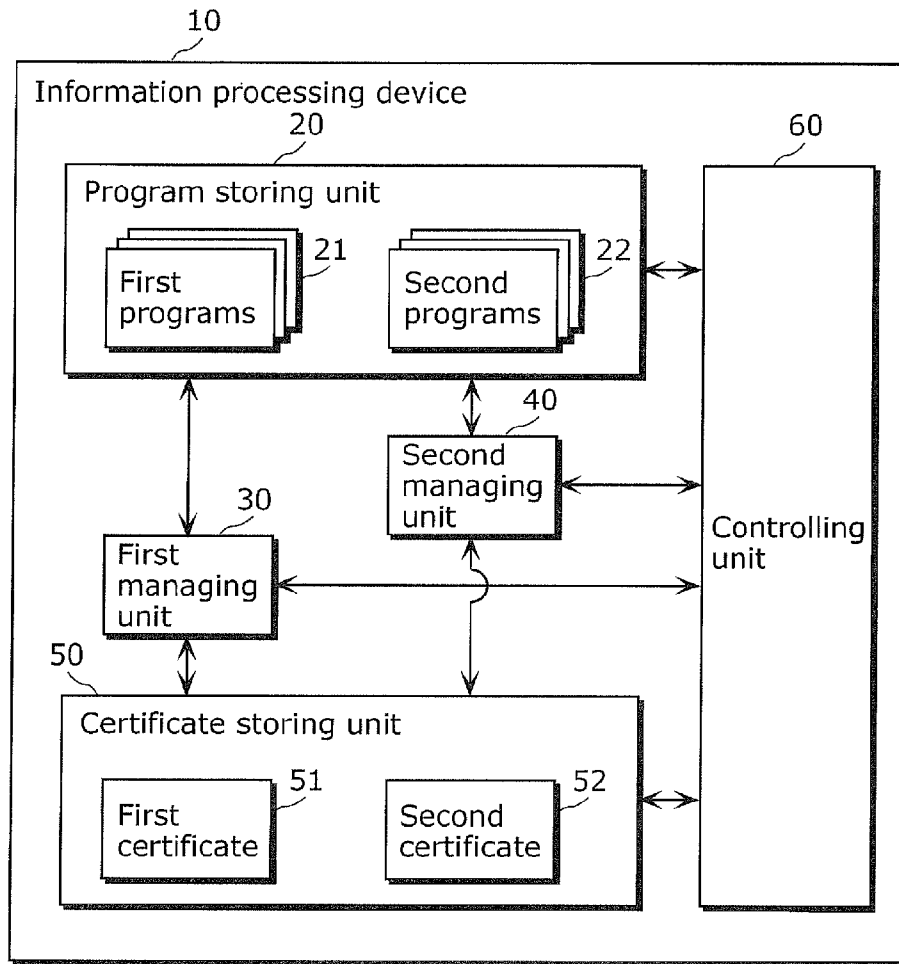 10
Information processing device
20
60
Program storing unit
21
22
First
programs
Second
programs
40
Second
managing
unit
30
First
managing
unit
Controlling
unit
50
Certificate storing unit
51
52
First
certificate
Second
certificate